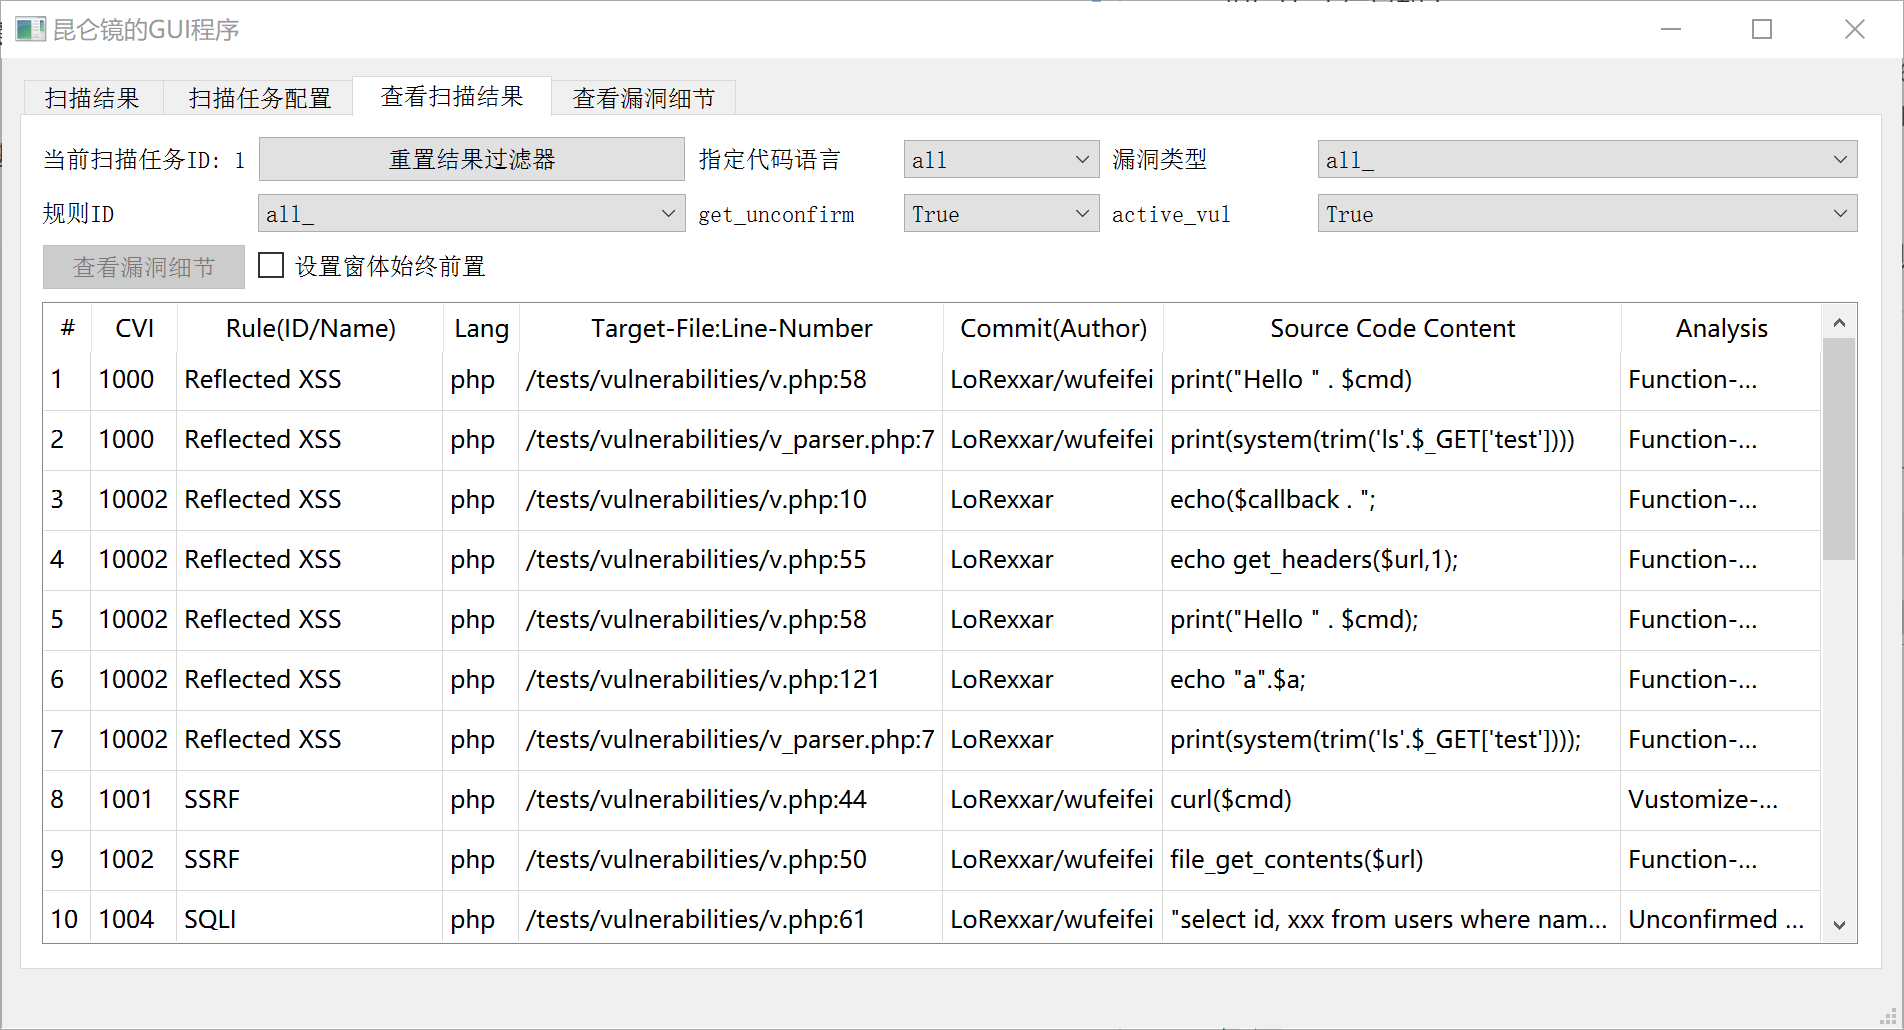 昆仑镜的GUI程序
扫描结果 扫描任务配置 查看扫描结果 查看漏洞细节
当前扫描任务ID: 1 重置结果过滤器 指定代码语言 all 漏洞类型 all_
规则ID all_ get_unconfirm True active_vul True
查看漏洞细节 设置窗体始终前置
# CVI Rule(ID/Name) Lang Target-File:Line-Number Commit(Author) Source Code Content Analysis
1 1000 Reflected XSS php /tests/vulnerabilities/v.php:58 LoRexxar/wufeifei print("Hello " . $cmd) Function-...
2 1000 Reflected XSS php /tests/vulnerabilities/v_parser.php:7 LoRexxar/wufeifei print(system(trim('ls'.$_GET['test']))) Function-...
3 10002 Reflected XSS php /tests/vulnerabilities/v.php:10 LoRexxar echo($callback . "; Function-...
4 10002 Reflected XSS php /tests/vulnerabilities/v.php:55 LoRexxar echo get_headers($url,1); Function-...
5 10002 Reflected XSS php /tests/vulnerabilities/v.php:58 LoRexxar print("Hello " . $cmd); Function-...
6 10002 Reflected XSS php /tests/vulnerabilities/v.php:121 LoRexxar echo "a".$a; Function-...
7 10002 Reflected XSS php /tests/vulnerabilities/v_parser.php:7 LoRexxar print(system(trim('ls'.$_GET['test']))); Function-...
8 1001 SSRF php /tests/vulnerabilities/v.php:44 LoRexxar/wufeifei curl($cmd) Vustomize-...
9 1002 SSRF php /tests/vulnerabilities/v.php:50 LoRexxar/wufeifei file_get_contents($url) Function-...
10 1004 SQLI php /tests/vulnerabilities/v.php:61 LoRexxar/wufeifei "select id, xxx from users where nam... Unconfirmed ...